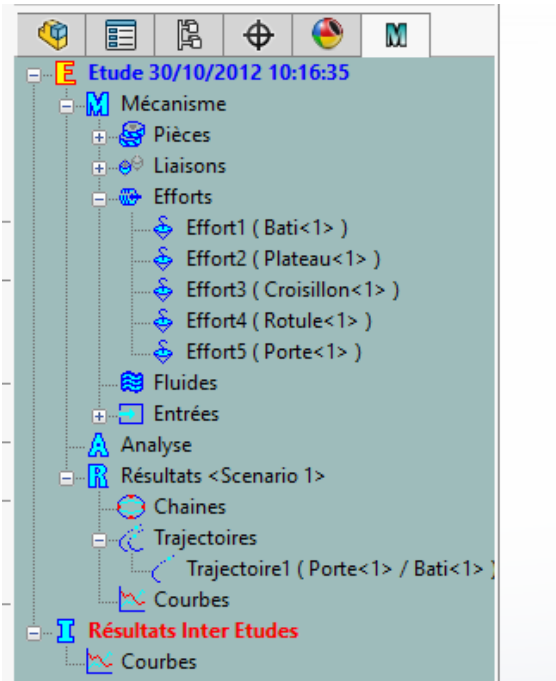 Etude 30/10/2012 10:16:35
Mécanisme
Pièces
Liaisons
Efforts
Effort1 ( Bati<1> )
Effort2 ( Plateau<1> )
Effort3 ( Croisillon<1> )
Effort4 ( Rotule<1> )
Effort5 ( Porte<1> )
Fluides
Entrées
Analyse
Résultats <Scenario 1>
Chaines
Trajectoires
Trajectoire1 ( Porte<1> / Bati<1> )
Courbes
Résultats Inter Etudes
Courbes